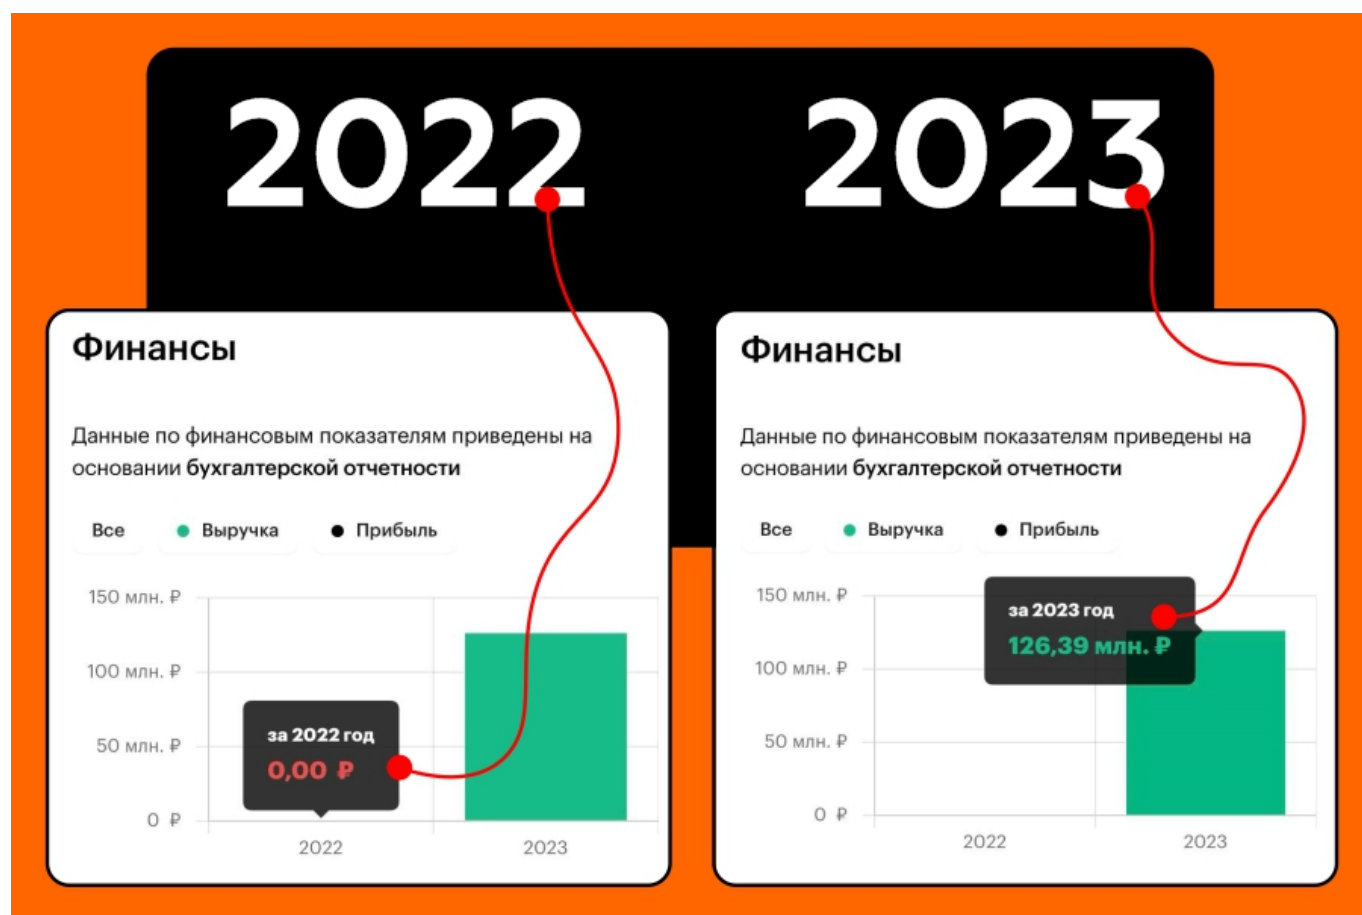 2022
2023
Финансы
Данные по финансовым показателям приведены на
основании бухгалтерской отчетности
Все Выручка Прибыль
150 млн. ₽
100 млн. ₽
50 млн. ₽
0 ₽
за 2022 год
0,00 ₽
2022 2023
Финансы
Данные по финансовым показателям приведены на
основании бухгалтерской отчетности
Все Выручка Прибыль
150 млн. ₽
100 млн. ₽
50 млн. ₽
0 ₽
за 2023 год
126,39 млн. ₽
2022 2023